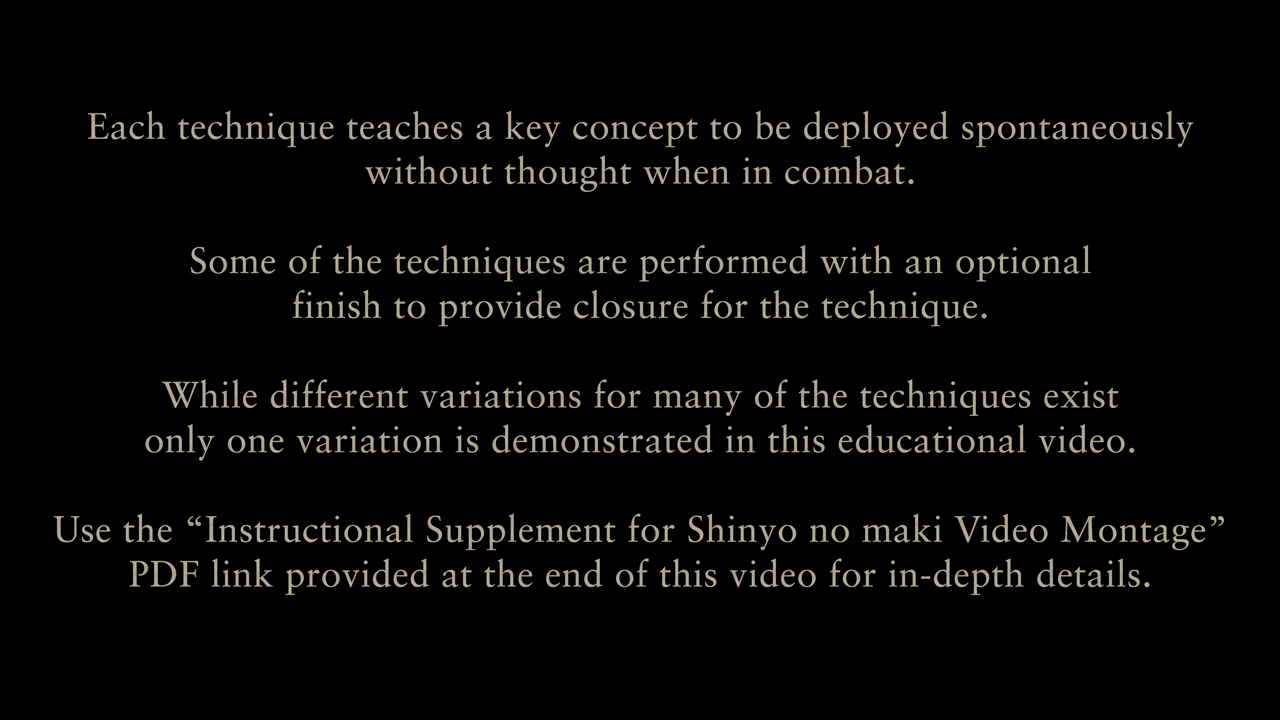 Each technique teaches a key concept to be deployed spontaneously
without thought when in combat.
Some of the techniques are performed with an optional
finish to provide closure for the technique.
While different variations for many of the techniques exist
only one variation is demonstrated in this educational video.
Use the “Instructional Supplement for Shinyo no maki Video Montage”
PDF link provided at the end of this video for in-depth details.